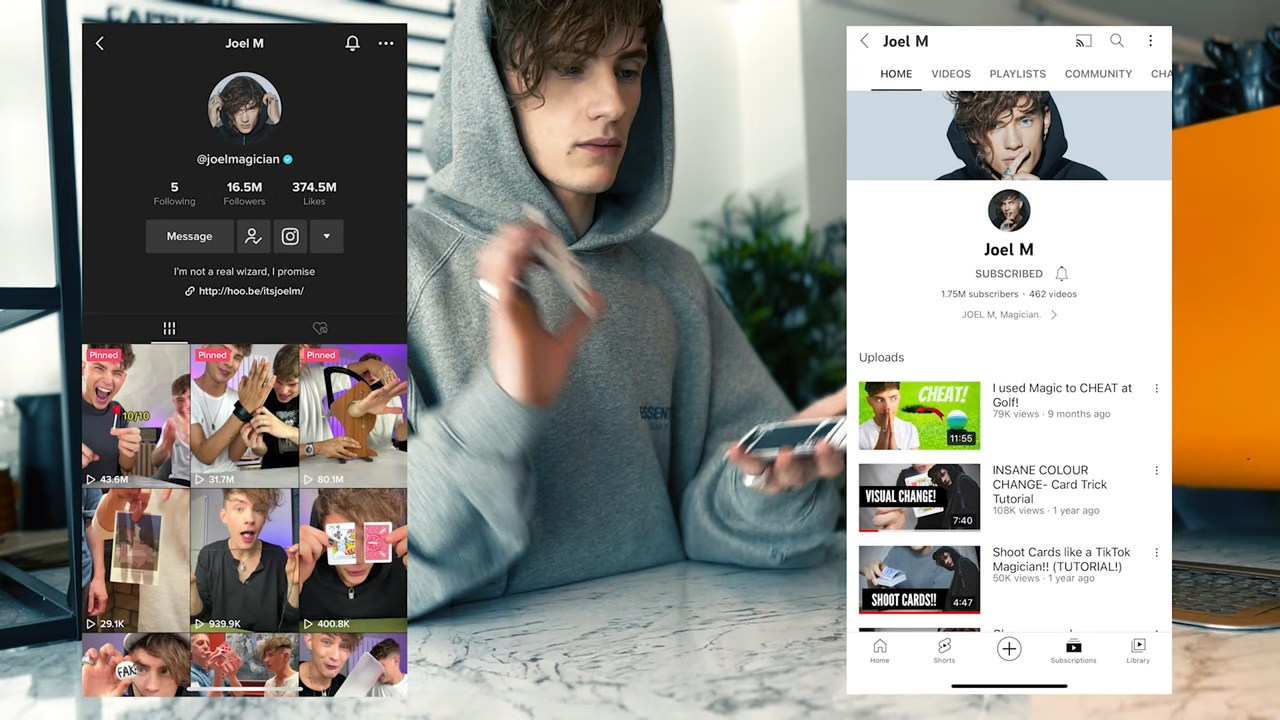 Joel M
@joelmagician
5
16.5M
374.5M
Following
Followers
Likes
Message
I'm not a real wizard, I promise
http://hoo.be/itsjoelm/
Pinned
Pinned
Pinned
10/10
43.6M
31.7M
80.1M
29.1K
939.9K
400.8K
FAKE
ESSENT
Joel M
HOME
VIDEOS
PLAYLISTS
COMMUNITY
CHA
Joel M
SUBSCRIBED
1.75M subscribers · 462 videos
JOEL M, Magician.
Uploads
CHEAT!
11:55
I used Magic to CHEAT at
Golf!
79K views · 9 months ago
VISUAL CHANGE!
7:40
INSANE COLOUR
CHANGE- Card Trick
Tutorial
108K views · 1 year ago
SHOOT CARDS!!
4:47
Shoot Cards like a TikTok
Magician!! (TUTORIAL!)
50K views · 1 year ago
Home
Shorts
Subscriptions
Library